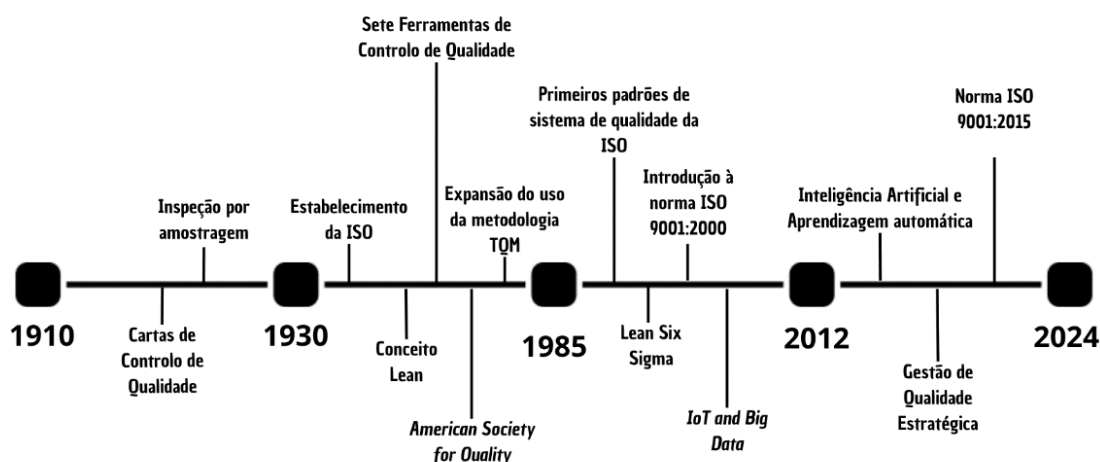 Sete Ferramentas de
Controlo de Qualidade
Primeiros padrões de
sistema de qualidade da
ISO
Norma ISO
9001:2015
Inspeção por
amostragem
Estabelecimento
da ISO
Expansão do uso
da metodologia
TQM
Introdução à
norma ISO
9001:2000
Inteligência Artificial e
Aprendizagem automática
1910
1930
1985
2012
2024
Cartas de
Controlo de
Qualidade
Conceito
Lean
American Society
for Quality
Lean Six
Sigma
IoT and Big
Data
Gestão de
Qualidade
Estratégica